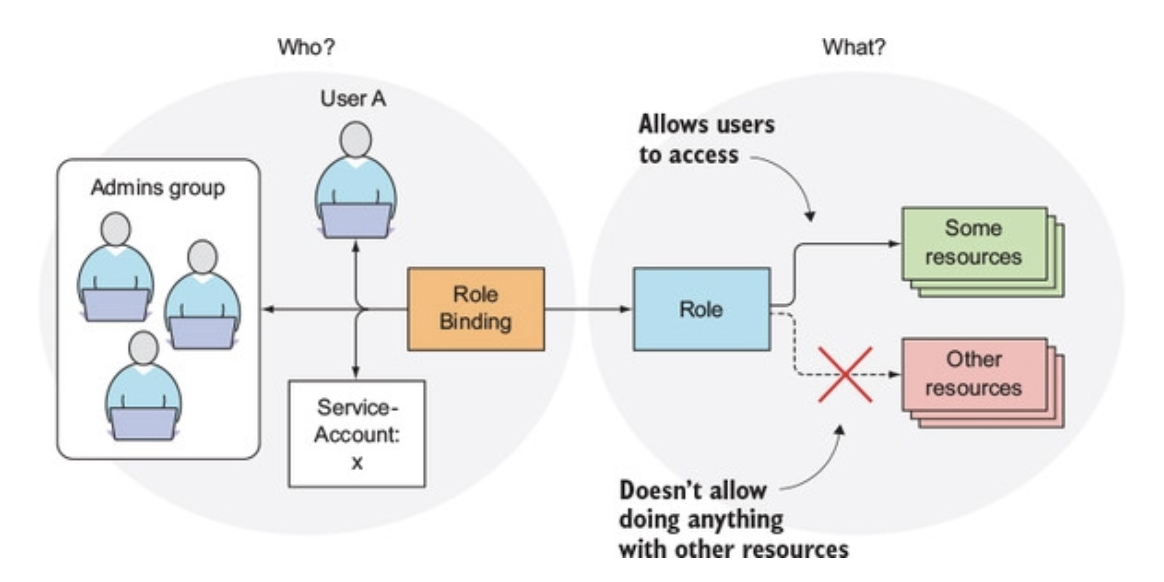 Who?
What?
User A
Admins group
Allows users
to access
Some
resources
Role
Binding
Role
Other
resources
Service-
Account:
x
Doesn't allow
doing anything
with other resources